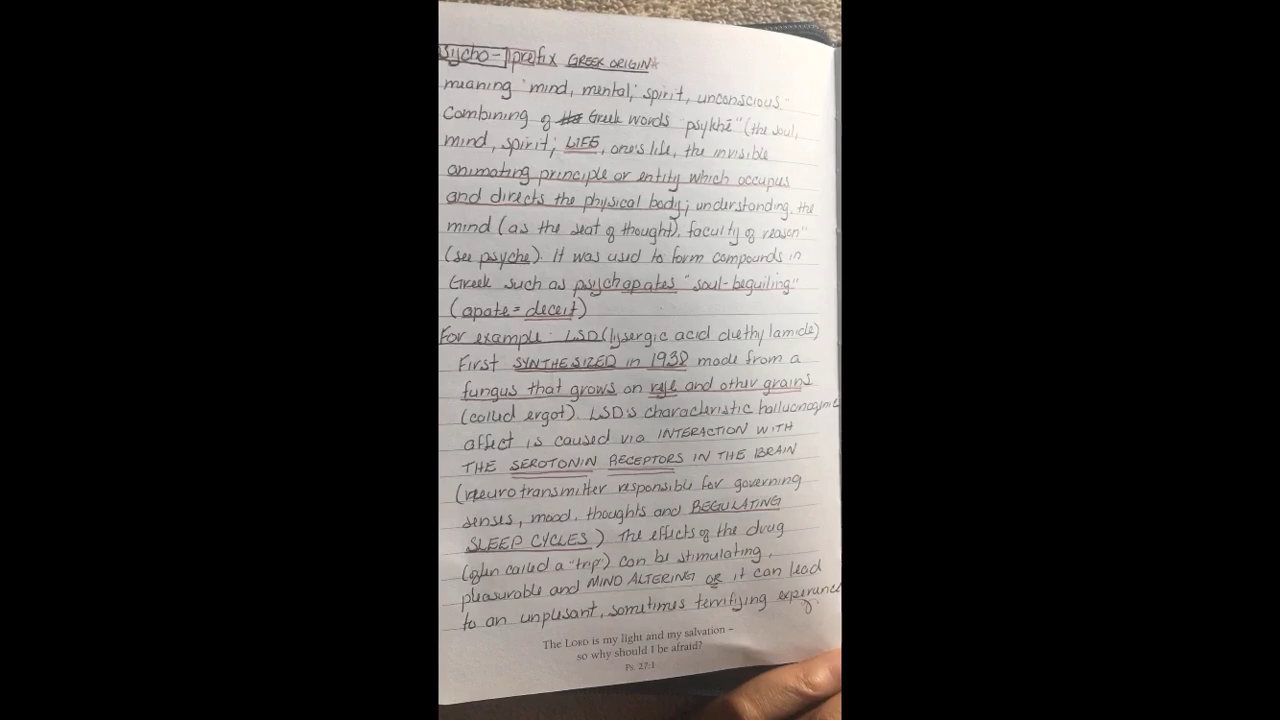 sycho- prefix GREEK ORIGIN*
meaning "mind, mental; spirit, unconscious."
Combining of the Greek words "psykhē" (the soul,
mind, spirit; LIFE, one's life, the invisible
animating principle or entity which occupus
and directs the physical body; understanding, the
mind (as the seat of thought), faculty of reason"
(see psyche). It was used to form compounds in
Greek such as psychapates "soul-beguiling"
(apate = deceit)
For example: LSD (lysergic acid diethylamide)
First SYNTHESIZED in 1938 made from a
fungus that grows on rye and other grains
(called ergot). LSD's characteristic hallucinogenic
affect is caused via INTERACTION WITH
THE SEROTONIN RECEPTORS IN THE BRAIN
(neurotransmitter responsible for governing
senses, mood, thoughts and REGULATING
SLEEP CYCLES) The effects of the drug
(often called a "trip") can be stimulating,
pleasurable and MIND ALTERING OR it can lead
to an unplesant, sometimes terrifying experience
The LORD is my light and my salvation –
so why should I be afraid?
Ps. 27:1